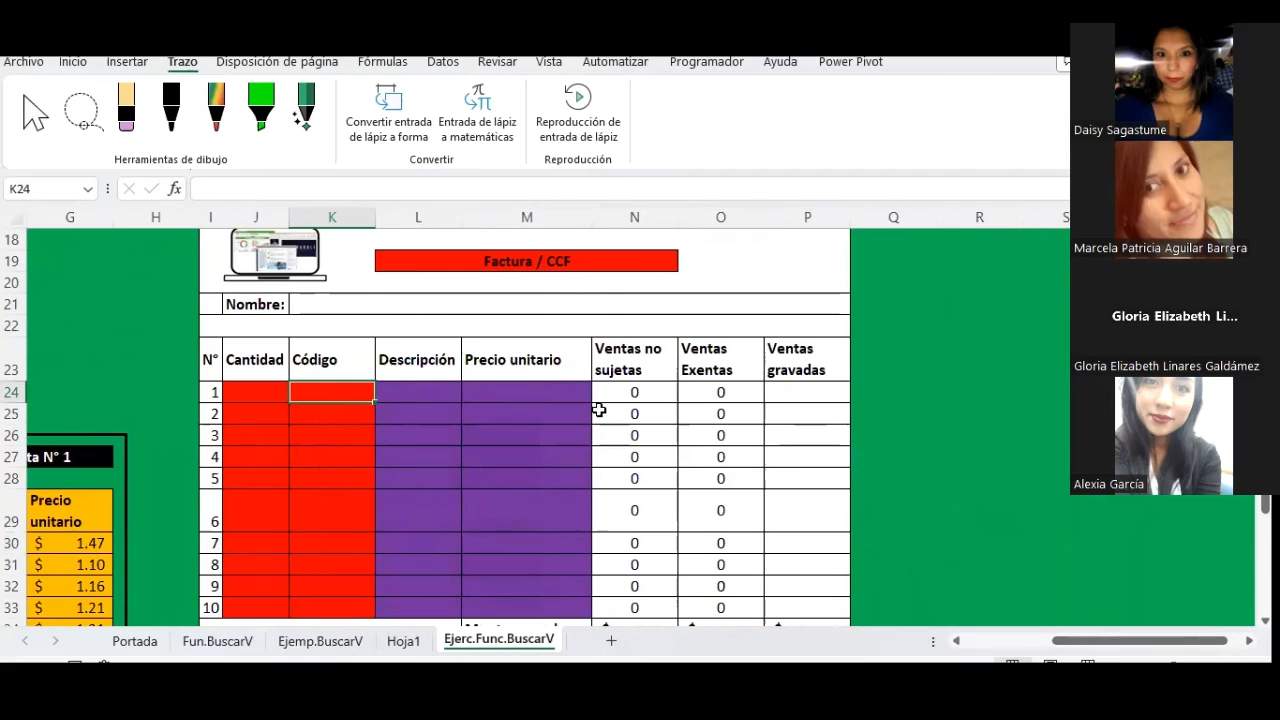 Archivo Inicio Insertar Trazo Disposición de página Fórmulas Datos Revisar Vista Automatizar Programador Ayuda Power Pivot
Convertir entrada de lápiz a forma
Entrada de lápiz a matemáticas
Reproducción de entrada de lápiz
Herramientas de dibujo
Convertir
Reproducción
K24
fx
G H I J K L M N O P Q R S
18
19 Factura / CCF
20
21 Nombre:
22
23 N° Cantidad Código Descripción Precio unitario Ventas no sujetas Ventas Exentas Ventas gravadas
24 1 0 0
25 2 0 0
26 3 0 0
27 ta N° 1 4 0 0
28 5 0 0
29 Precio unitario 6 0 0
30 $ 1.47 7 0 0
31 $ 1.10 8 0 0
32 $ 1.16 9 0 0
33 $ 1.21 10 0 0
Portada Fun.BuscarV Ejemp.BuscarV Hoja1 Ejerc.Func.BuscarV
Daisy Sagastume
Marcela Patricia Aguilar Barrera
Gloria Elizabeth Li...
Gloria Elizabeth Linares Galdámez
Alexia García